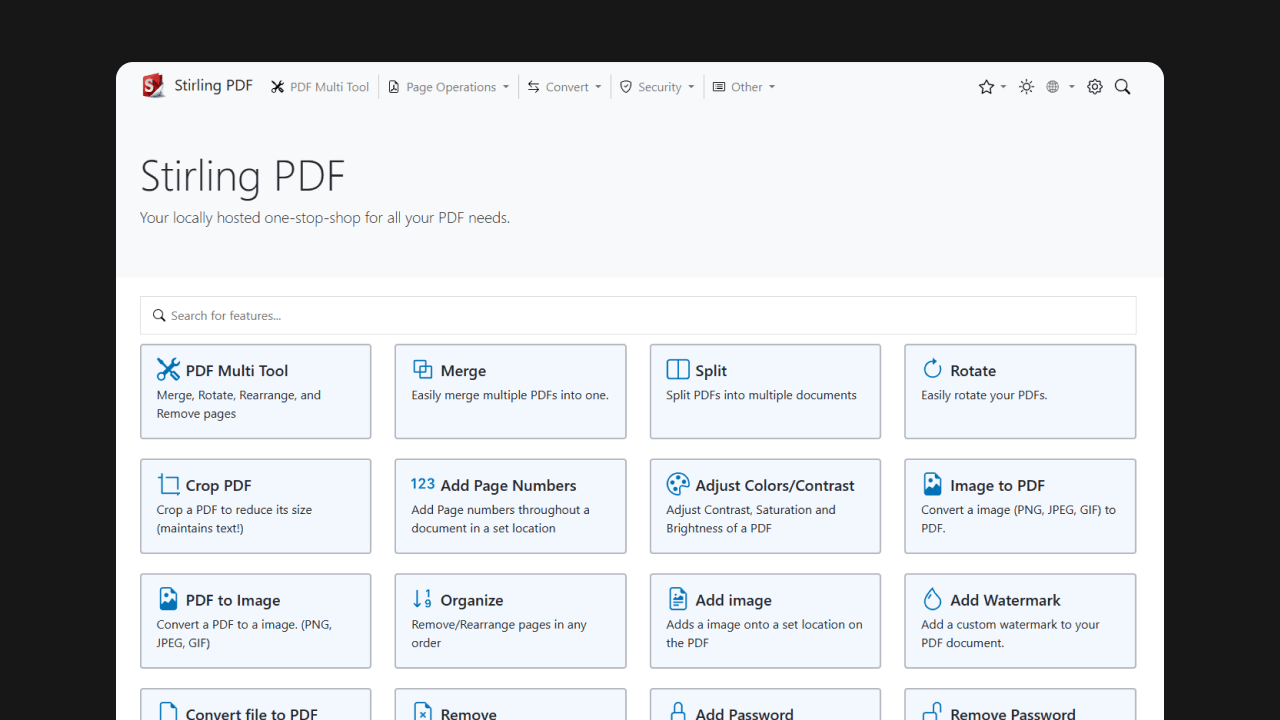 Stirling PDF PDF Multi Tool Page Operations Convert Security Other
Stirling PDF
Your locally hosted one-stop-shop for all your PDF needs.
Search for features...
PDF Multi Tool
Merge, Rotate, Rearrange, and
Remove pages
Merge
Easily merge multiple PDFs into one.
Split
Split PDFs into multiple documents
Rotate
Easily rotate your PDFs.
Crop PDF
Crop a PDF to reduce its size
(maintains text!)
123 Add Page Numbers
Add Page numbers throughout a
document in a set location
Adjust Colors/Contrast
Adjust Contrast, Saturation and
Brightness of a PDF
Image to PDF
Convert a image (PNG, JPEG, GIF) to
PDF.
PDF to Image
Convert a PDF to a image. (PNG,
JPEG, GIF)
Organize
Remove/Rearrange pages in any
order
Add image
Adds a image onto a set location on
the PDF
Add Watermark
Add a custom watermark to your
PDF document.
Convert file to PDF
Remove
Add Password
Remove Password